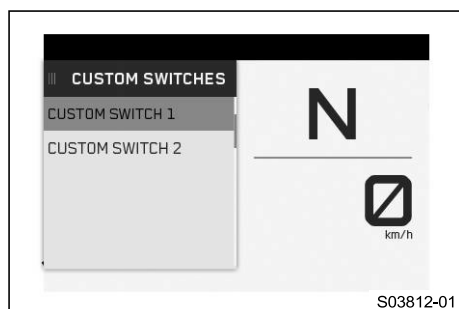 CUSTOM SWITCHES
CUSTOM SWITCH 1
CUSTOM SWITCH 2
N
0
km/h
S03812-01